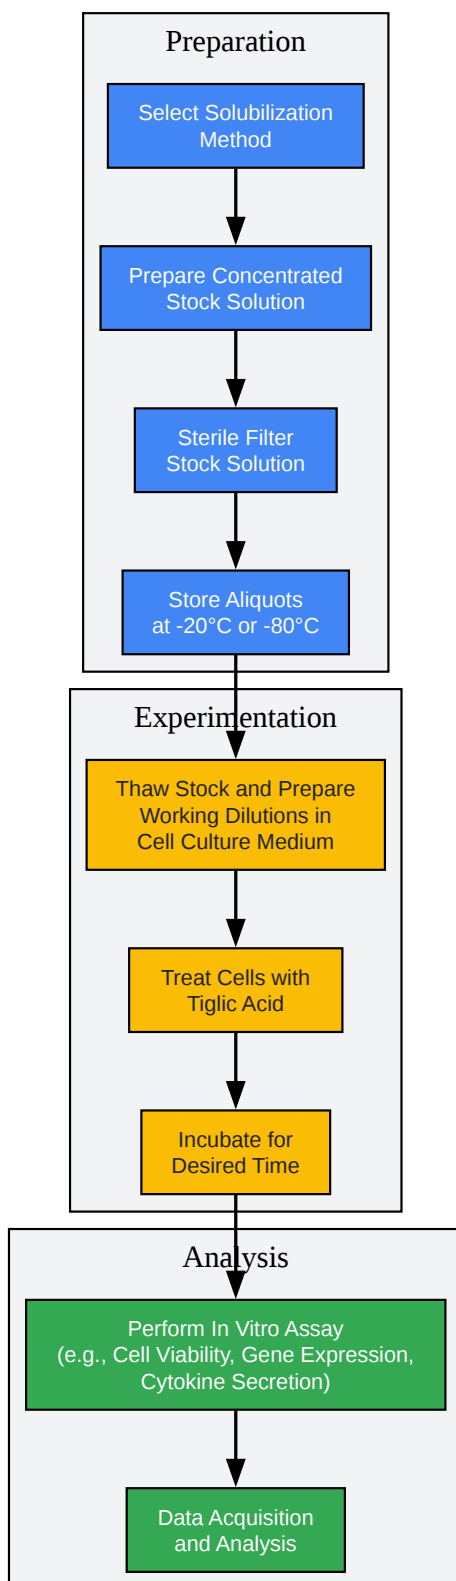 Preparation
Select Solubilization
Method
Prepare Concentrated
Stock Solution
Sterile Filter
Stock Solution
Store Aliquots
at -20°C or -80°C
Experimentation
Thaw Stock and Prepare
Working Dilutions in
Cell Culture Medium
Treat Cells with
Tiglic Acid
Incubate for
Desired Time
Analysis
Perform In Vitro Assay
(e.g., Cell Viability, Gene Expression,
Cytokine Secretion)
Data Acquisition
and Analysis